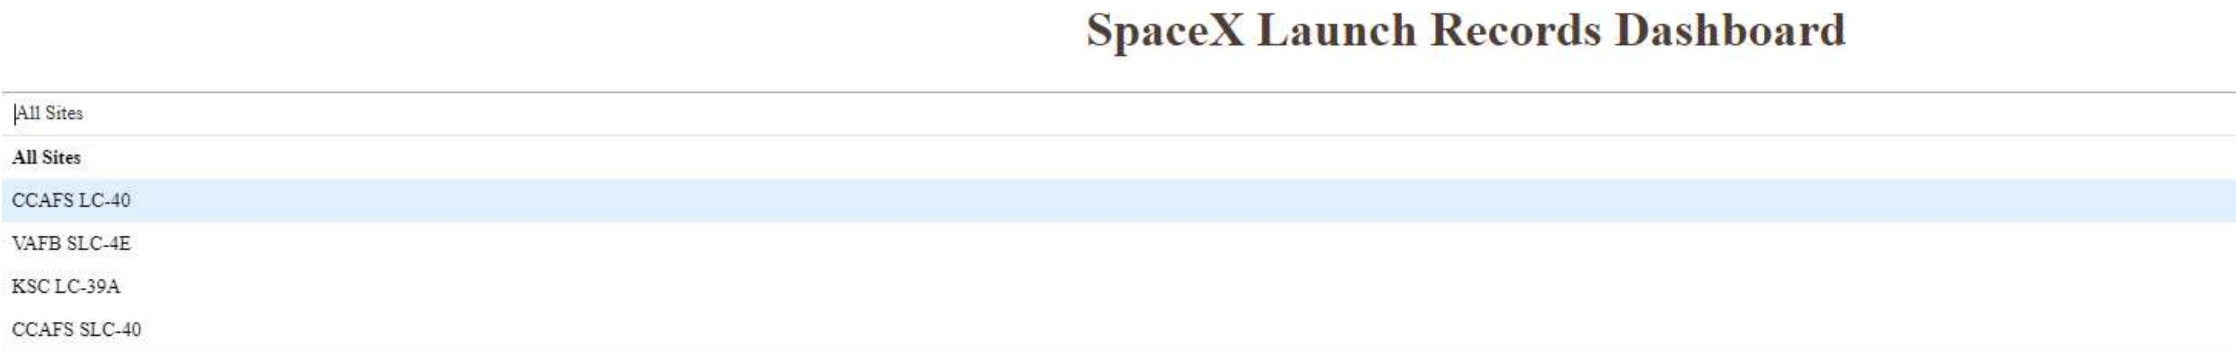 SpaceX Launch Records Dashboard
All Sites
All Sites
CCAFS LC-40
VAFB SLC-4E
KSC LC-39A
CCAFS SLC-40